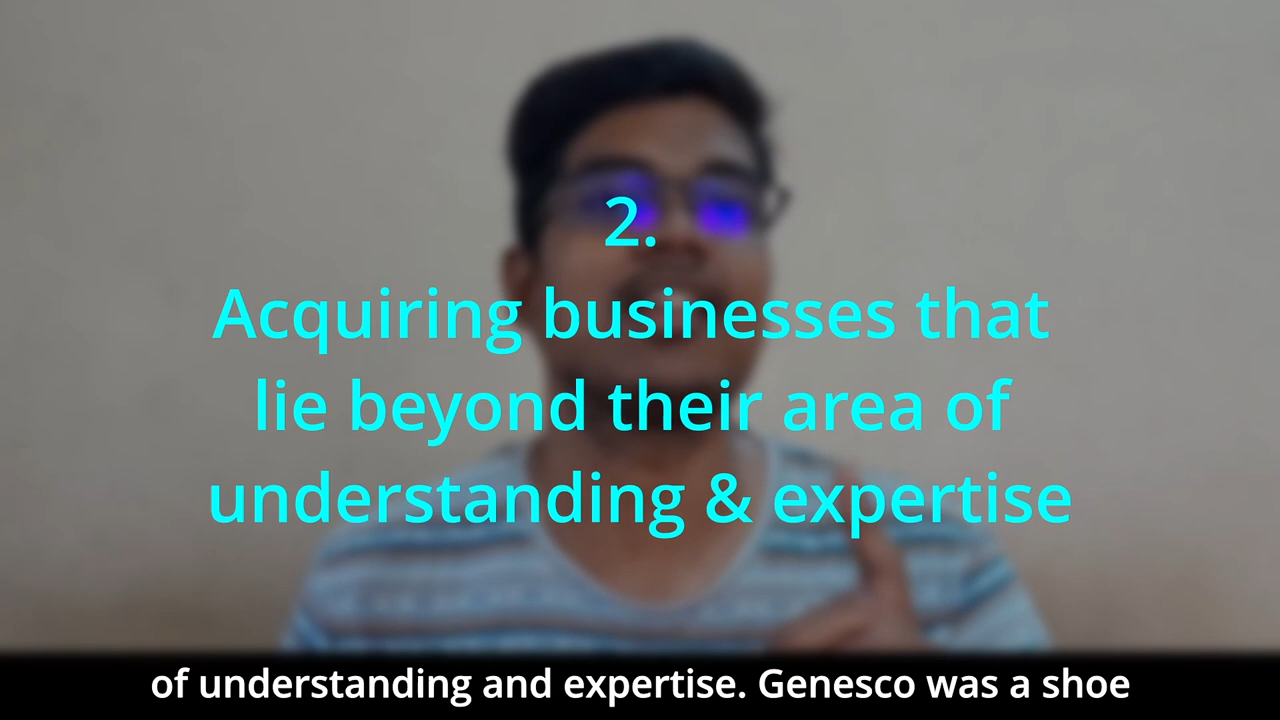 2.
Acquiring businesses that
lie beyond their area of
understanding & expertise
of understanding and expertise. Genesco was a shoe